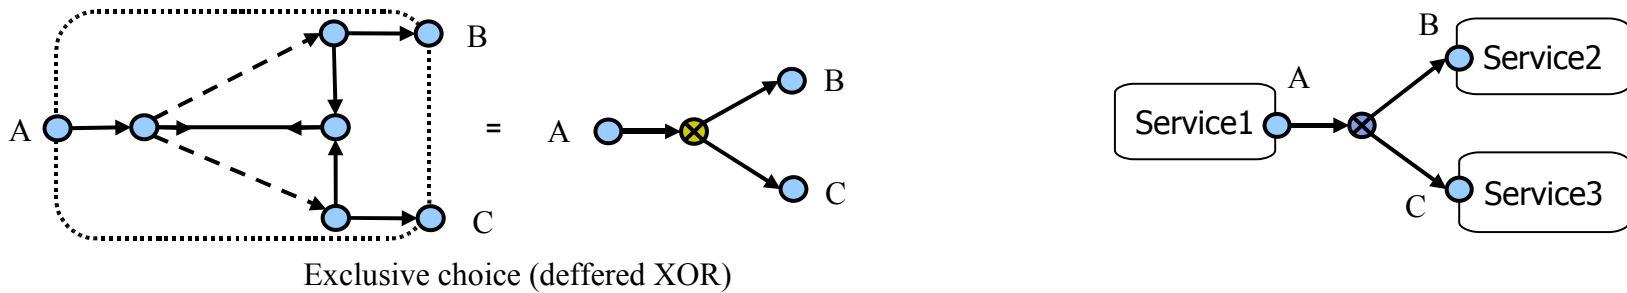 A
B
C
=
A
B
C
Exclusive choice (deffered XOR)
Service1
A
B
Service2
C
Service3